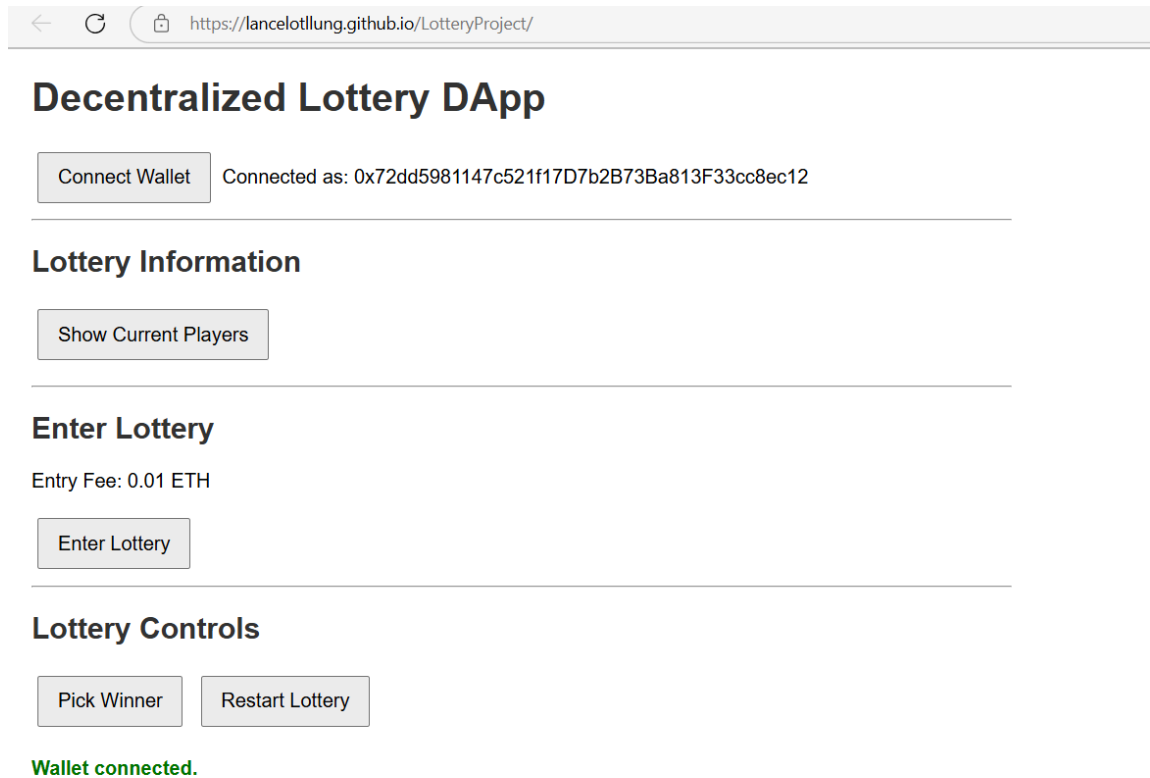 https://lancelotllung.github.io/LotteryProject/
Decentralized Lottery DApp
Connect Wallet Connected as: 0x72dd5981147c521f17D7b2B73Ba813F33cc8ec12
Lottery Information
Show Current Players
Enter Lottery
Entry Fee: 0.01 ETH
Enter Lottery
Lottery Controls
Pick Winner Restart Lottery
Wallet connected.